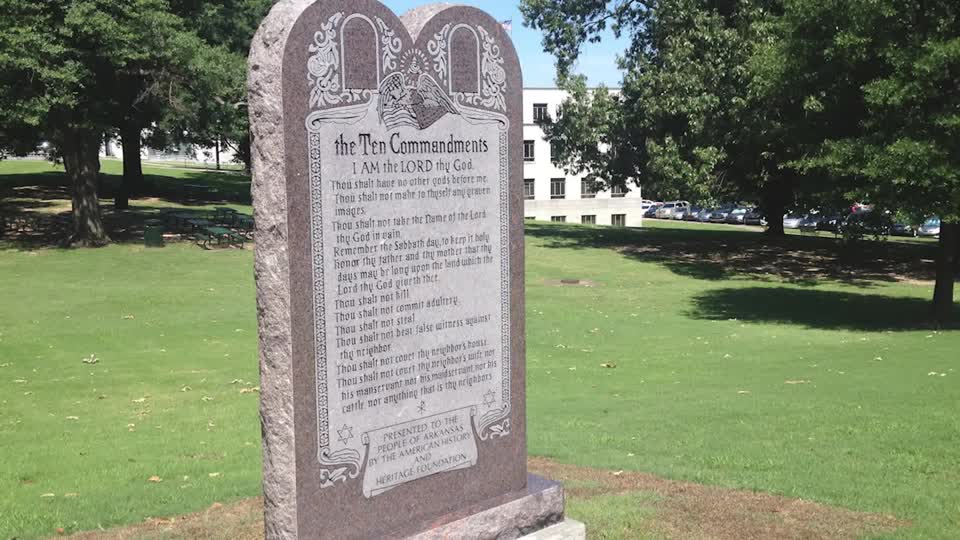 the Ten Commandments
I AM the LORD thy God.
Thou shalt have no other gods before me.
Thou shalt not make to thyself any graven
images.
Thou shalt not take the Name of the Lord
thy God in vain.
Remember the Sabbath day, to keep it holy.
Honor thy father and thy mother that thy
days may be long upon the land which the
Lord thy God giveth thee.
Thou shalt not kill.
Thou shalt not commit adultery.
Thou shalt not steal.
Thou shalt not bear false witness against
thy neighbor.
Thou shalt not covet thy neighbor's house.
Thou shalt not covet thy neighbor's wife nor
his manservant nor his maidservant, nor his
cattle nor anything that is thy neighbor's.
PRESENTED TO THE
PEOPLE OF ARKANSAS
BY THE AMERICAN HISTORY
AND
HERITAGE FOUNDATION